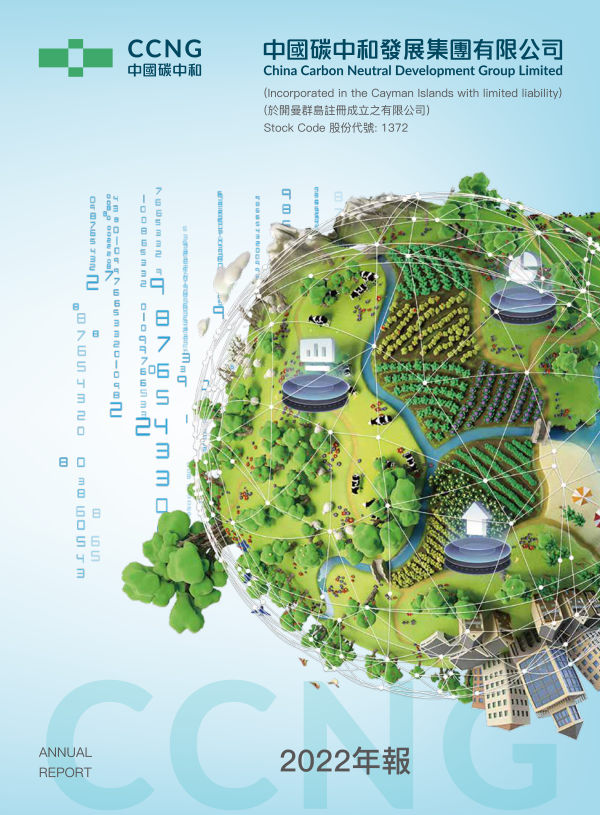 CCNG
中國碳中和
中國碳中和發展集團有限公司
China Carbon Neutral Development Group Limited
(Incorporated in the Cayman Islands with limited liability)
(於開曼群島註冊成立之有限公司)
Stock Code 股份代號: 1372
CCNG
ANNUAL
REPORT
2022年報